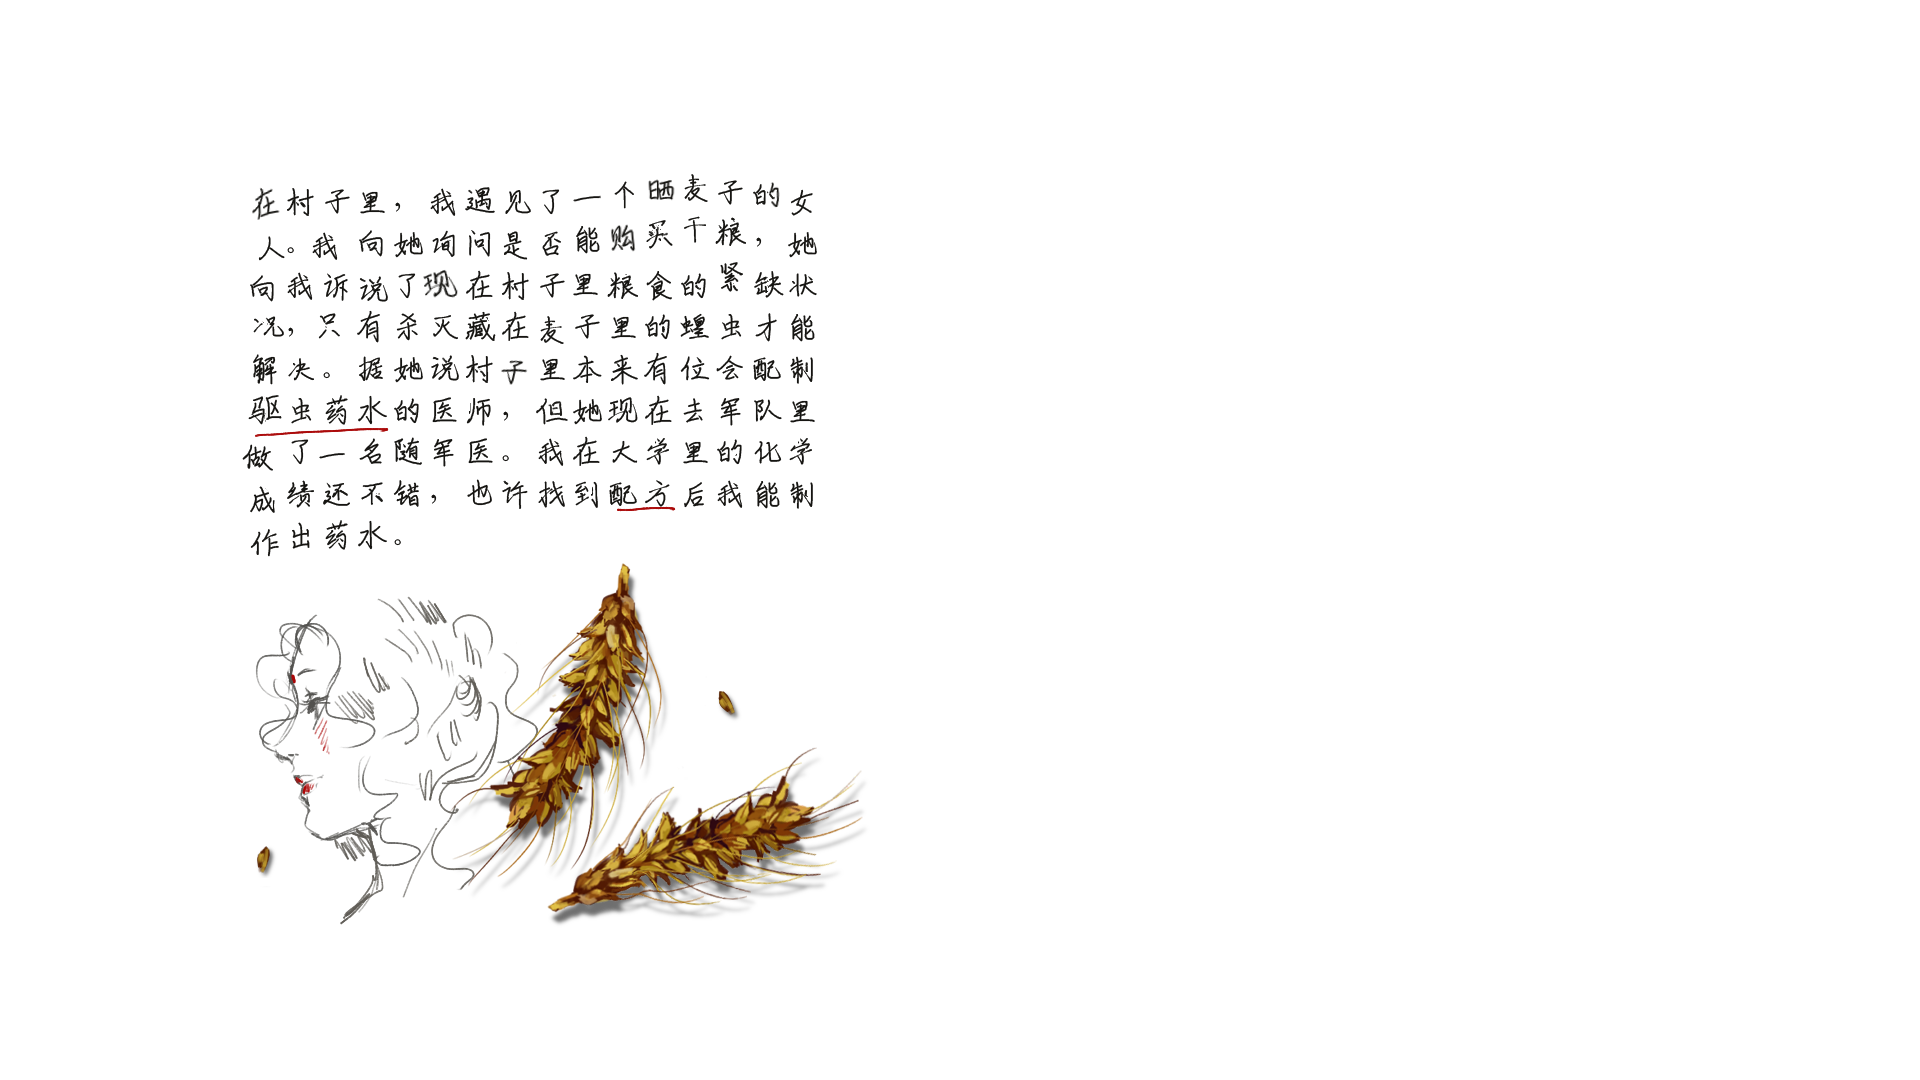 在村子里，我遇见了一个晒麦子的女
人。我向她询问是否能购买干粮，她
向我诉说了现在村子里粮食的紧缺状
况，只有杀灭藏在麦子里的蝗虫才能
解决。据她说村子里本来有位会配制
驱虫药水的医师，但她现在去军队里
做了一名随军医。我在大学里的化学
成绩还不错，也许找到配方后我能制
作出药水。